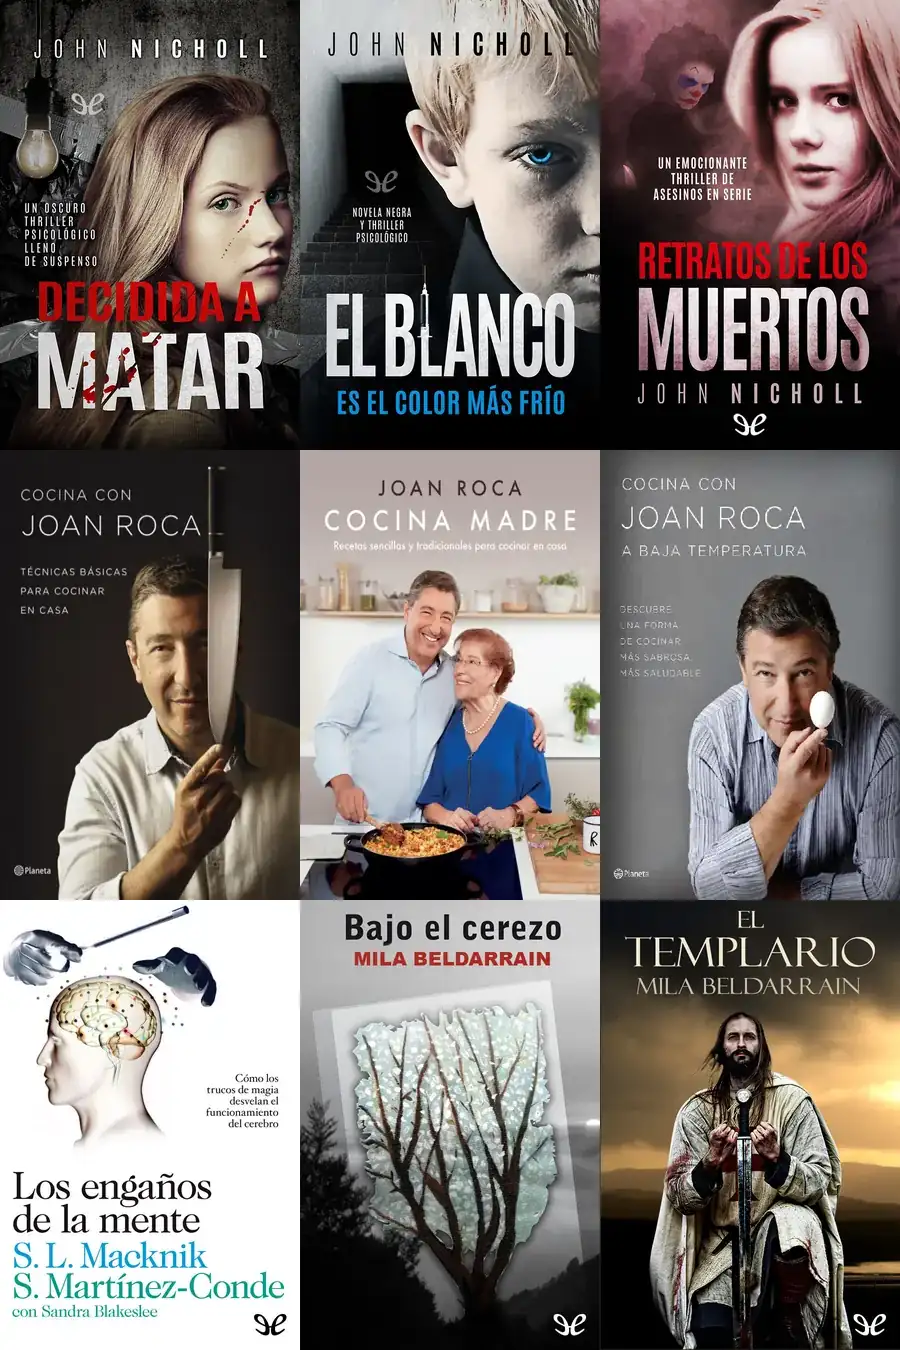 JOHN NICHOLL
UN OSCURO
THRILLER
PSICOLÓGICO
LLENO
DE SUSPENSO
DECIDIDA A
MATAR
JOHN NICHOLL
NOVELA NEGRA
Y THRILLER
PSICOLÓGICO
EL BLANCO
ES EL COLOR MÁS FRÍO
UN EMOCIONANTE
THRILLER DE
ASESINOS EN SERIE
RETRATOS DE LOS
MUERTOS
JOHN NICHOLL
COCINA CON
JOAN ROCA
TÉCNICAS BÁSICAS
PARA COCINAR
EN CASA
Planeta
JOAN ROCA
COCINA MADRE
Recetas sencillas y tradicionales para cocinar en casa
R
COCINA CON
JOAN ROCA
A BAJA TEMPERATURA
DESCUBRE
UNA FORMA
DE COCINAR
MÁS SABROSA,
MÁS SALUDABLE
Planeta
Cómo los
trucos de magia
desvelan el
funcionamiento
del cerebro
Los engaños
de la mente
S. L. Macknik
S. Martínez-Conde
con Sandra Blakeslee
Bajo el cerezo
MILA BELDARRAIN
EL
TEMPLARIO
MILA BELDARRAIN